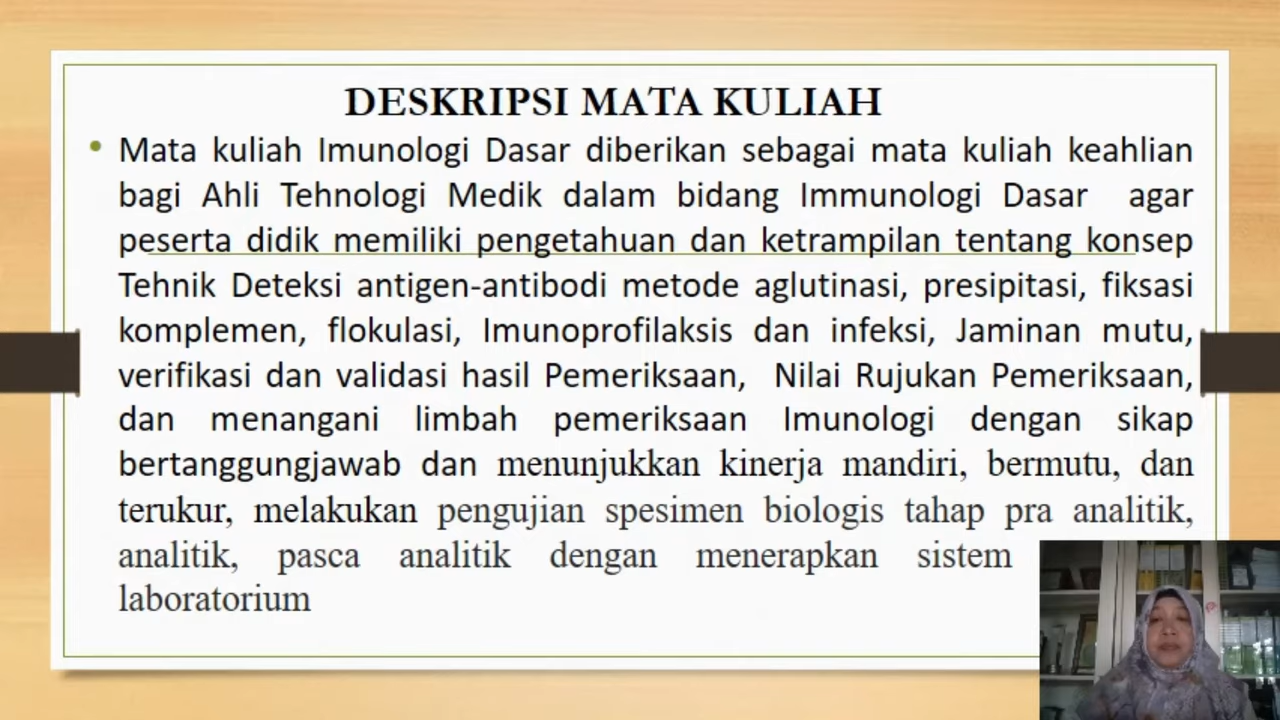 DESKRIPSI MATA KULIAH
• Mata kuliah Imunologi Dasar diberikan sebagai mata kuliah keahlian
bagi Ahli Tehnologi Medik dalam bidang Immunologi Dasar agar
peserta didik memiliki pengetahuan dan ketrampilan tentang konsep
Tehnik Deteksi antigen-antibodi metode aglutinasi, presipitasi, fiksasi
komplemen, flokulasi, Imunoprofilaksis dan infeksi, Jaminan mutu,
verifikasi dan validasi hasil Pemeriksaan, Nilai Rujukan Pemeriksaan,
dan menangani limbah pemeriksaan Imunologi dengan sikap
bertanggungjawab dan menunjukkan kinerja mandiri, bermutu, dan
terukur, melakukan pengujian spesimen biologis tahap pra analitik,
analitik, pasca analitik dengan menerapkan sistem
laboratorium